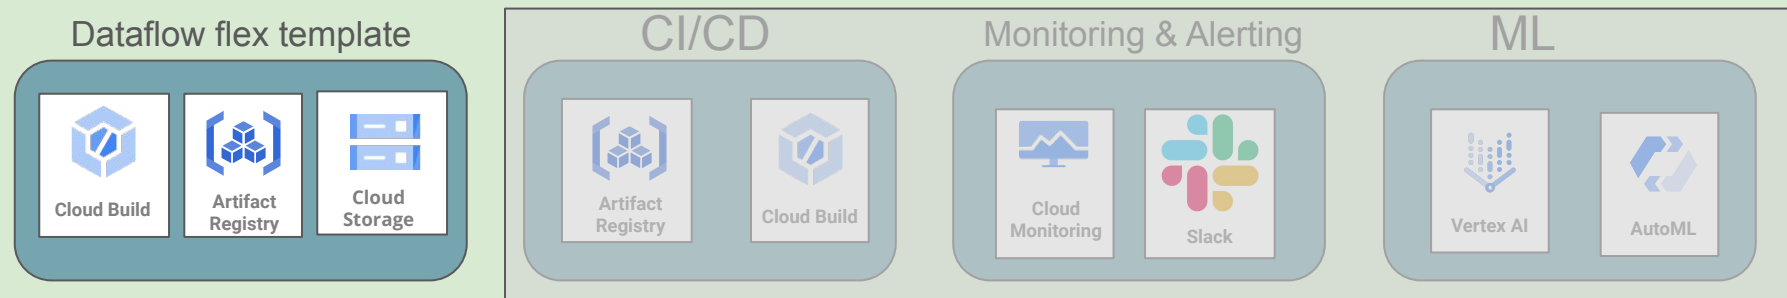 Dataflow flex template
Cloud Build
Artifact
Registry
Cloud
Storage
CI/CD
Artifact
Registry
Cloud Build
Monitoring & Alerting
Cloud
Monitoring
Slack
ML
Vertex AI
AutoML